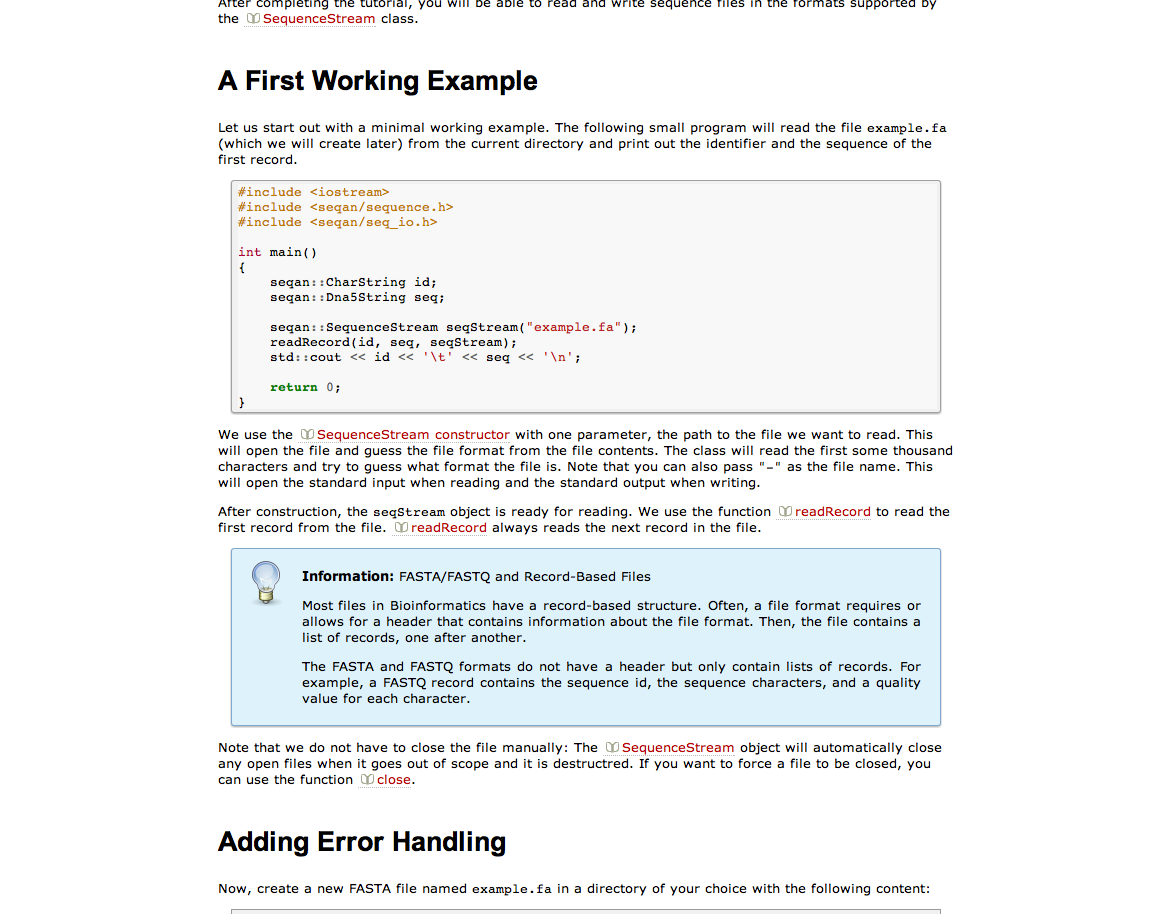 After completing the tutorial, you will be able to read and write sequence files in the formats supported by
the SequenceStream class.
A First Working Example
Let us start out with a minimal working example. The following small program will read the file example.fa
(which we will create later) from the current directory and print out the identifier and the sequence of the
first record.
#include <iostream>
#include <seqan/sequence.h>
#include <seqan/seq_io.h>
int main()
{
    seqan::CharString id;
    seqan::Dna5String seq;
    seqan::SequenceStream seqStream("example.fa");
    readRecord(id, seq, seqStream);
    std::cout << id << '\t' << seq << '\n';
    return 0;
}
We use the SequenceStream constructor with one parameter, the path to the file we want to read. This
will open the file and guess the file format from the file contents. The class will read the first some thousand
characters and try to guess what format the file is. Note that you can also pass "-" as the file name. This
will open the standard input when reading and the standard output when writing.
After construction, the seqStream object is ready for reading. We use the function readRecord to read the
first record from the file. readRecord always reads the next record in the file.
Information: FASTA/FASTQ and Record-Based Files
Most files in Bioinformatics have a record-based structure. Often, a file format requires or
allows for a header that contains information about the file format. Then, the file contains a
list of records, one after another.
The FASTA and FASTQ formats do not have a header but only contain lists of records. For
example, a FASTQ record contains the sequence id, the sequence characters, and a quality
value for each character.
Note that we do not have to close the file manually: The SequenceStream object will automatically close
any open files when it goes out of scope and it is destructred. If you want to force a file to be closed, you
can use the function close.
Adding Error Handling
Now, create a new FASTA file named example.fa in a directory of your choice with the following content: